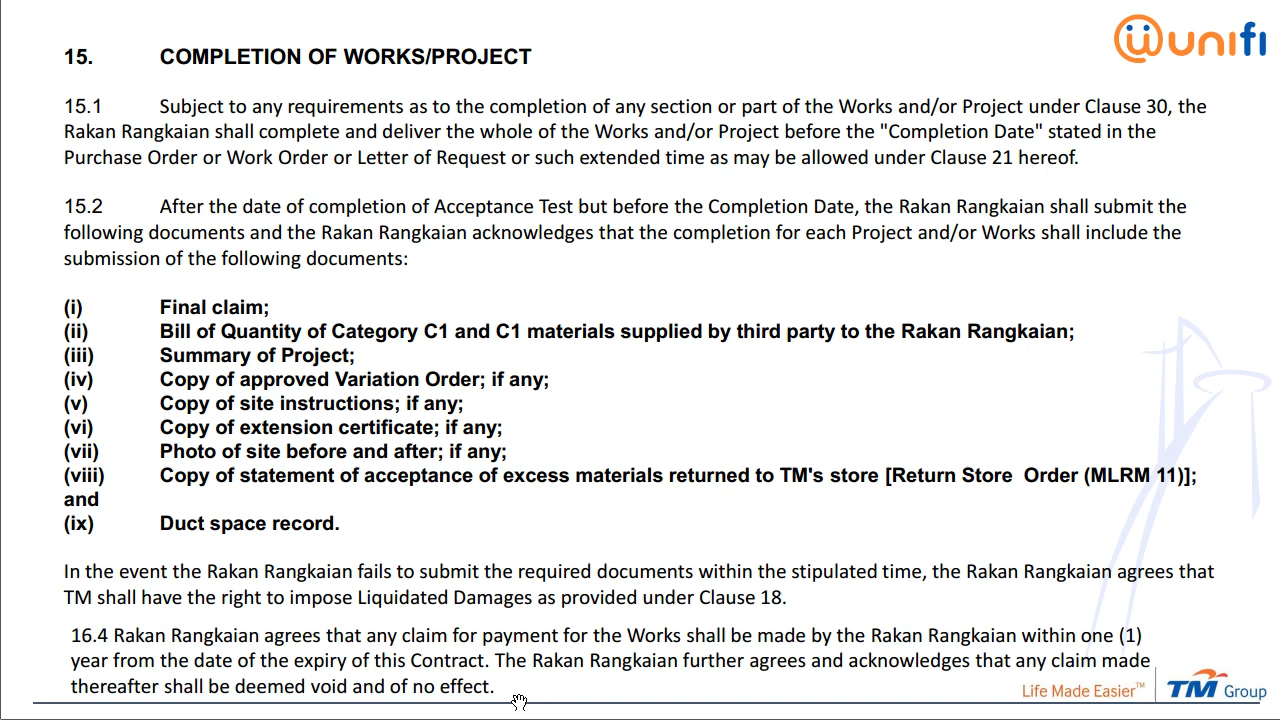 15. COMPLETION OF WORKS/PROJECT
unifi
15.1 Subject to any requirements as to the completion of any section or part of the Works and/or Project under Clause 30, the
Rakan Rangkaian shall complete and deliver the whole of the Works and/or Project before the "Completion Date" stated in the
Purchase Order or Work Order or Letter of Request or such extended time as may be allowed under Clause 21 hereof.
15.2 After the date of completion of Acceptance Test but before the Completion Date, the Rakan Rangkaian shall submit the
following documents and the Rakan Rangkaian acknowledges that the completion for each Project and/or Works shall include the
submission of the following documents:
(i) Final claim;
(ii) Bill of Quantity of Category C1 and C1 materials supplied by third party to the Rakan Rangkaian;
(iii) Summary of Project;
(iv) Copy of approved Variation Order; if any;
(v) Copy of site instructions; if any;
(vi) Copy of extension certificate; if any;
(vii) Photo of site before and after; if any;
(viii) Copy of statement of acceptance of excess materials returned to TM's store [Return Store Order (MLRM 11)];
and
(ix) Duct space record.
In the event the Rakan Rangkaian fails to submit the required documents within the stipulated time, the Rakan Rangkaian agrees that
TM shall have the right to impose Liquidated Damages as provided under Clause 18.
16.4 Rakan Rangkaian agrees that any claim for payment for the Works shall be made by the Rakan Rangkaian within one (1)
year from the date of the expiry of this Contract. The Rakan Rangkaian further agrees and acknowledges that any claim made
thereafter shall be deemed void and of no effect.
Life Made Easier™ TM Group